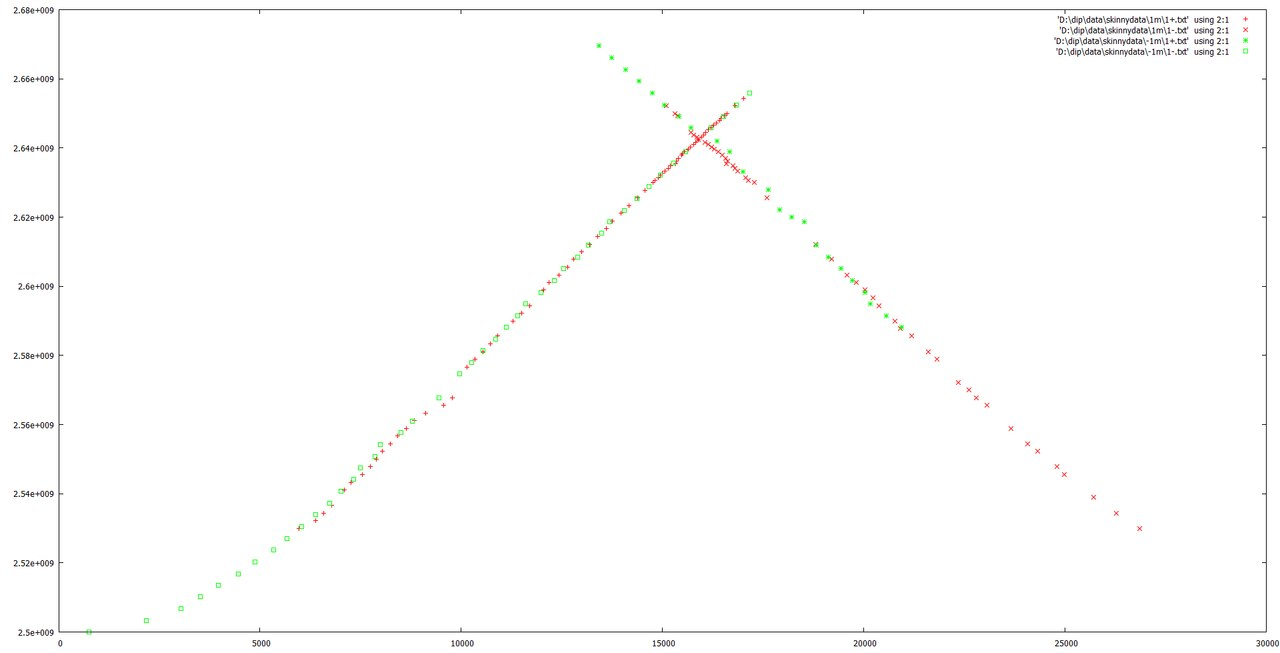 2.68e+009
2.66e+009
2.64e+009
2.62e+009
2.6e+009
2.58e+009
2.56e+009
2.54e+009
2.52e+009
2.5e+009
0 5000 10000 15000 20000 25000 30000
'D:\dip\data\skinnydata\1m\1+.txt' using 2:1
'D:\dip\data\skinnydata\1m\1-.txt' using 2:1
'D:\dip\data\skinnydata\-1m\1+.txt' using 2:1
'D:\dip\data\skinnydata\-1m\1-.txt' using 2:1